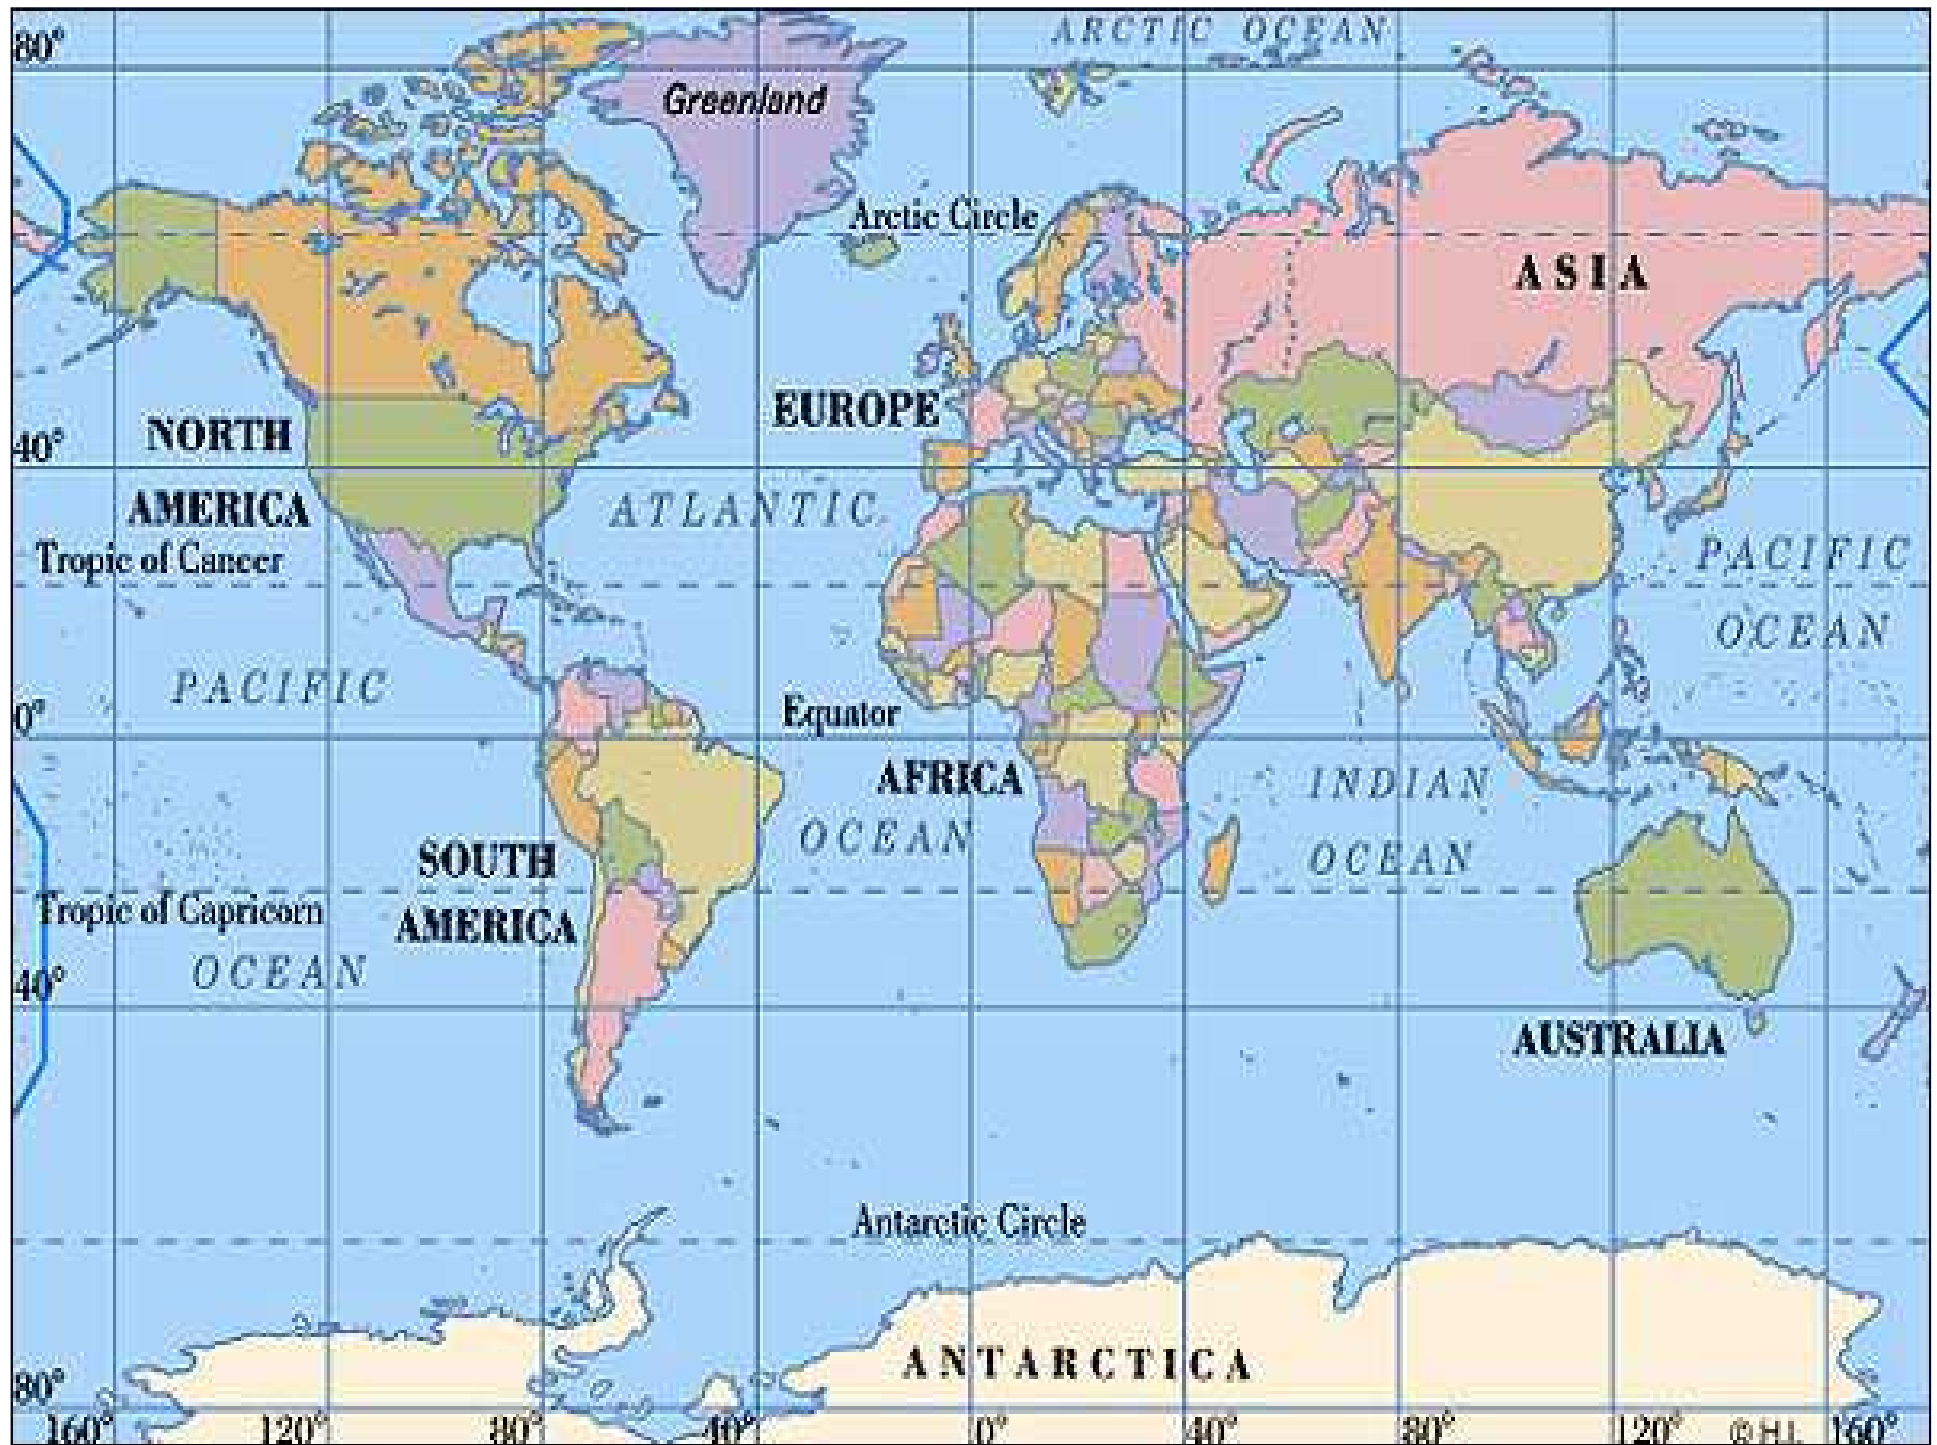 ARCTIC OCEAN
80°
Greenland
Arctic Circle
ASIA
EUROPE
NORTH
40°
AMERICA
ATLANTIC
Tropic of Cancer
PACIFIC
OCEAN
PACIFIC
Equator
0°
AFRICA
INDIAN
OCEAN
OCEAN
SOUTH
AMERICA
Tropic of Capricorn
OCEAN
40°
AUSTRALIA
Antarctic Circle
ANTARCTICA
80°
160° 120° 80° 40° 0° 40° 80° 120° © H.I. 160°